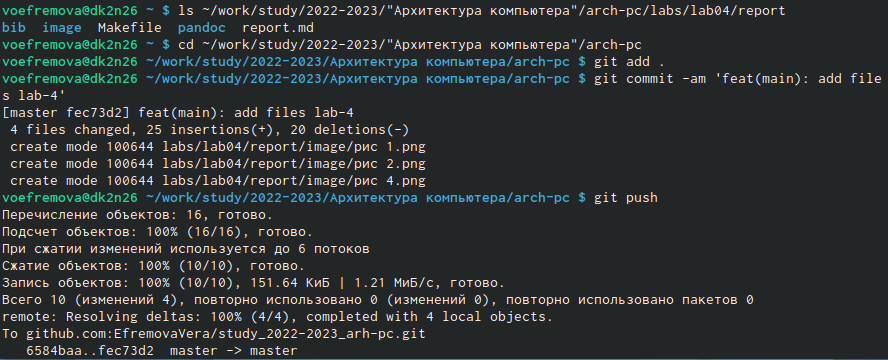 voefremova@dk2n26 ~ $ ls ~/work/study/2022-2023/"Архитектура компьютера"/arch-pc/labs/lab04/report
bib image Makefile pandoc report.md
voefremova@dk2n26 ~ $ cd ~/work/study/2022-2023/"Архитектура компьютера"/arch-pc
voefremova@dk2n26 ~/work/study/2022-2023/Архитектура компьютера/arch-pc $ git add .
voefremova@dk2n26 ~/work/study/2022-2023/Архитектура компьютера/arch-pc $ git commit -am 'feat(main): add file
s lab-4'
[master fec73d2] feat(main): add files lab-4
4 files changed, 25 insertions(+), 20 deletions(-)
create mode 100644 labs/lab04/report/image/рис 1.png
create mode 100644 labs/lab04/report/image/рис 2.png
create mode 100644 labs/lab04/report/image/рис 4.png
voefremova@dk2n26 ~/work/study/2022-2023/Архитектура компьютера/arch-pc $ git push
Перечисление объектов: 16, готово.
Подсчет объектов: 100% (16/16), готово.
При сжатии изменений используется до 6 потоков
Сжатие объектов: 100% (10/10), готово.
Запись объектов: 100% (10/10), 151.64 КиБ | 1.21 МиБ/с, готово.
Всего 10 (изменений 4), повторно использовано 0 (изменений 0), повторно использовано пакетов 0
remote: Resolving deltas: 100% (4/4), completed with 4 local objects.
To github.com:EfremovaVera/study_2022-2023_arh-pc.git
6584baa..fec73d2 master -> master